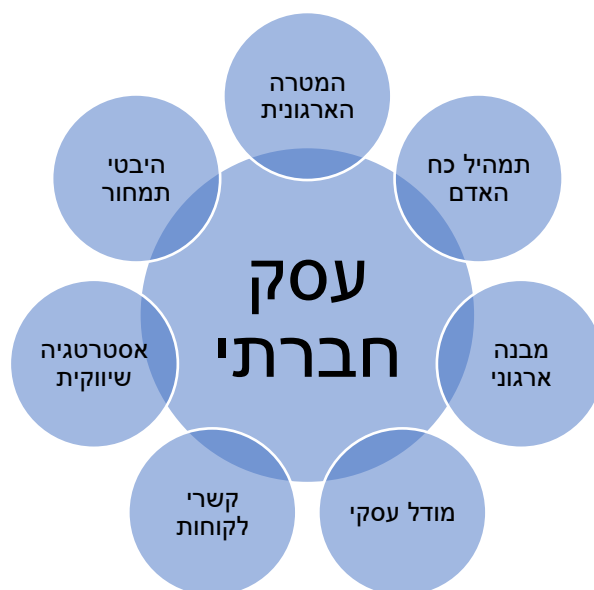 המטרה
הארגונית
תמהיל כח
האדם
מבנה
ארגוני
מודל עסקי
קשרי
לקוחות
אסטרטגיה
שיווקית
היבטי
תמחור
עסק
חברתי